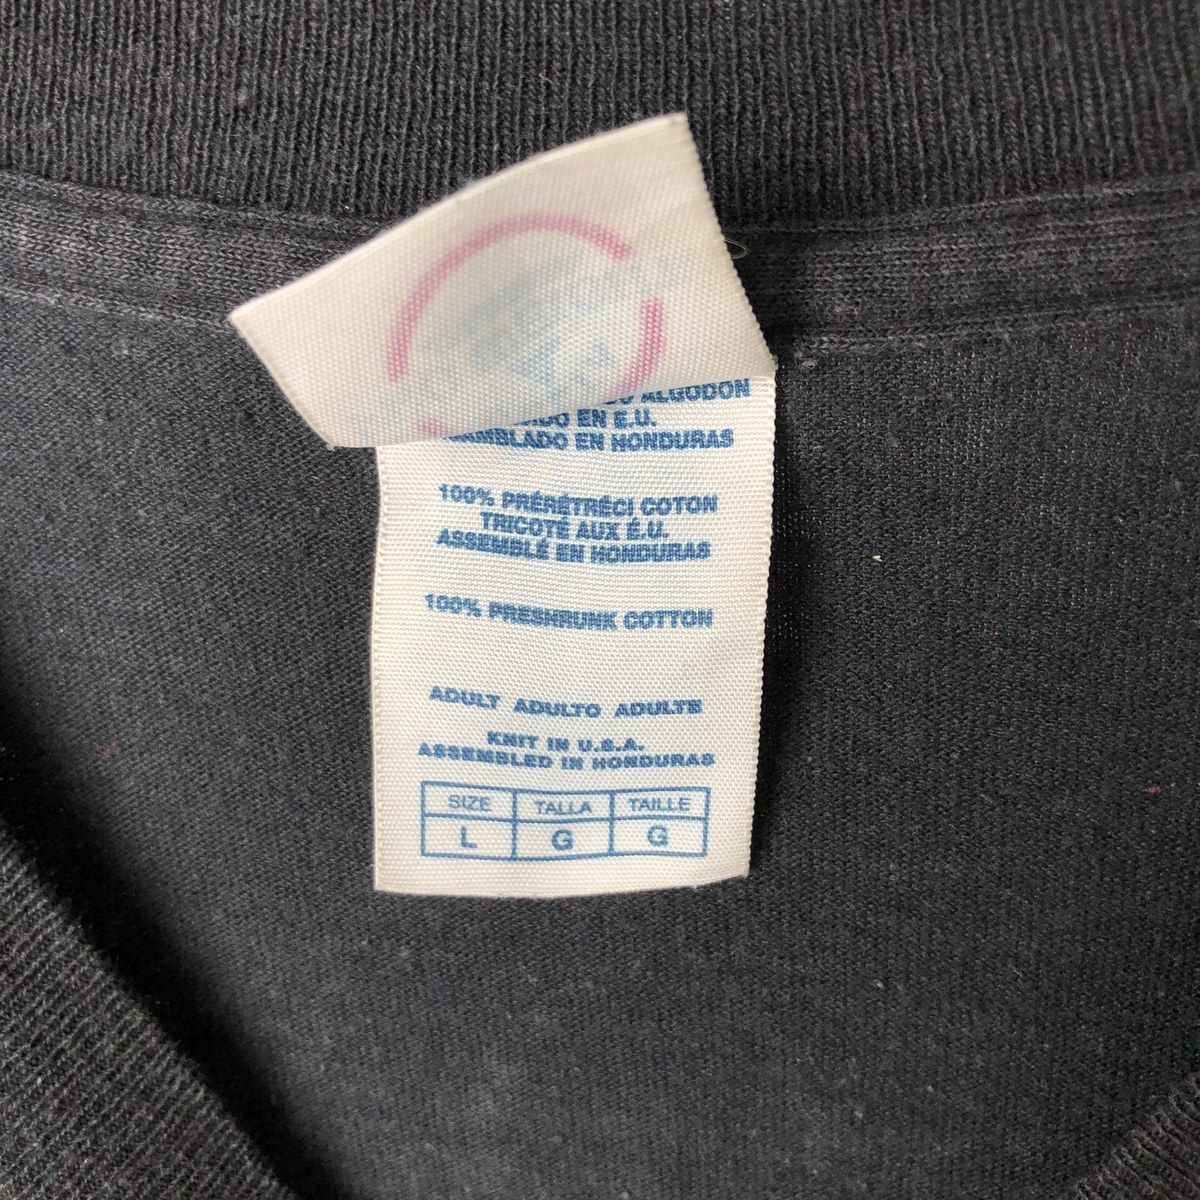 ALGODON
EN E.U.
EN HONDURAS
100% PRÉRÉTRÉCI COTON
TRICOTÉ AUX É.U.
ASSEMBLÉ EN HONDURAS
100% PRESHRUNK COTTON
ADULT ADULTO ADULTE
KNIT IN U.S.A.
ASSEMBLED IN HONDURAS
SIZE TALLA TAILLE
L G G